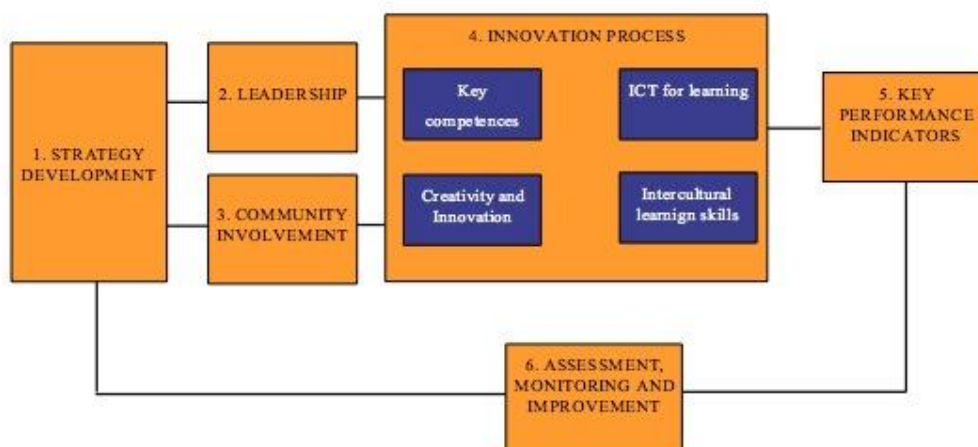 1. STRATEGY
DEVELOPMENT
2. LEADERSHIP
3. COMMUNITY
INVOLVEMENT
4. INNOVATION PROCESS
Key
competences
ICT for learning
Creativity and
Innovation
Intercultural
learnign skills
5. KEY
PERFORMANCE
INDICATORS
6. ASSESSMENT,
MONITORING AND
IMPROVEMENT